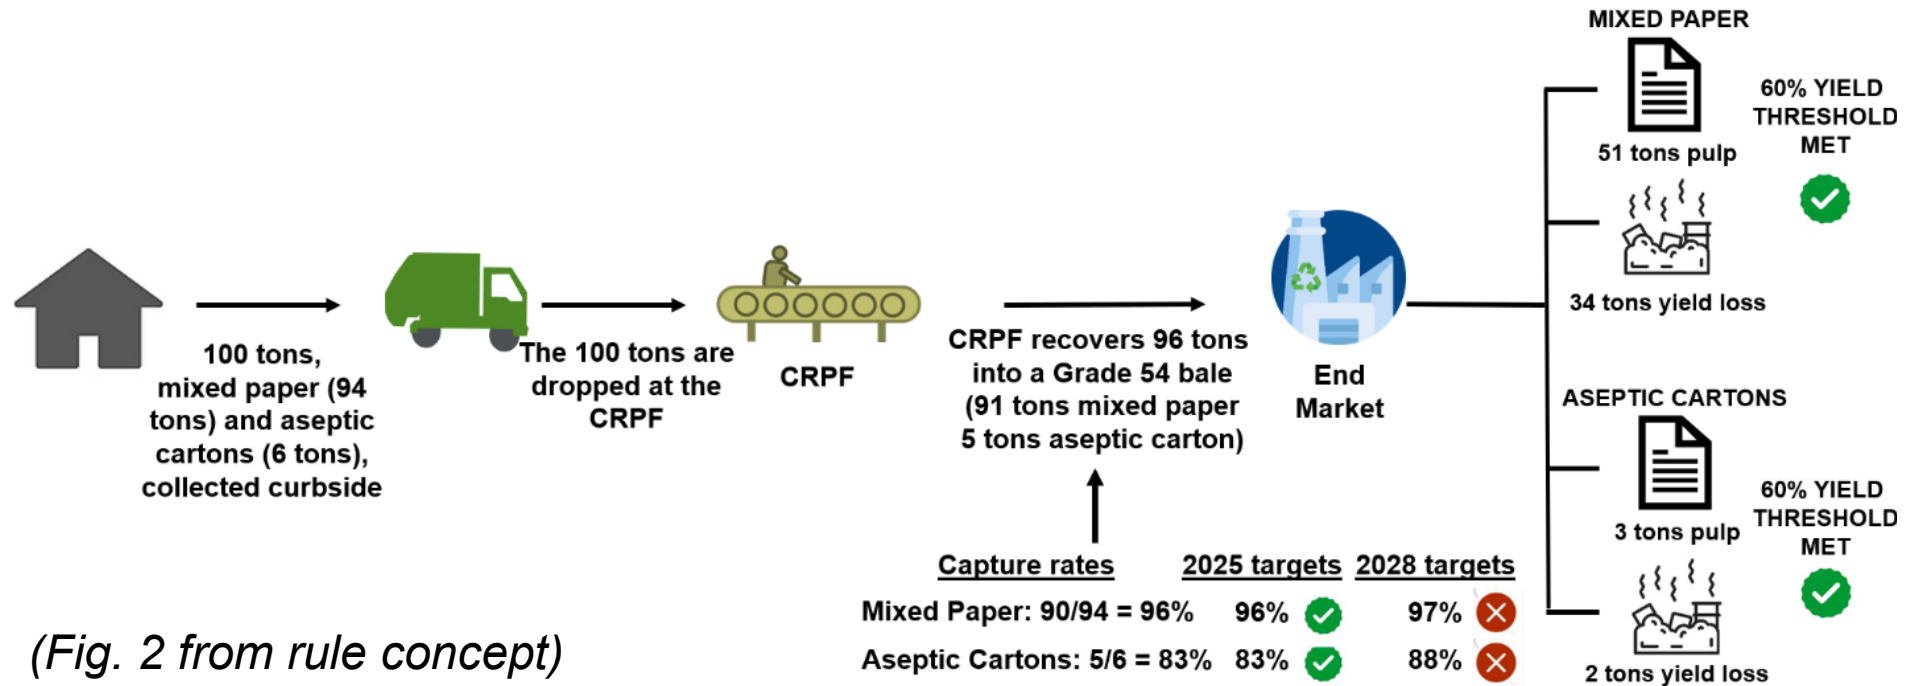 100 tons,
mixed paper (94
tons) and aseptic
cartons (6 tons),
collected curbside
The 100 tons are
dropped at the
CRPF
CRPF
CRPF recovers 96 tons
into a Grade 54 bale
(91 tons mixed paper
5 tons aseptic carton)
End
Market
MIXED PAPER
51 tons pulp
60% YIELD
THRESHOLD
MET
34 tons yield loss
ASEPTIC CARTONS
3 tons pulp
60% YIELD
THRESHOLD
MET
2 tons yield loss
Capture rates 2025 targets 2028 targets
Mixed Paper: 90/94 = 96% 96% 97%
Aseptic Cartons: 5/6 = 83% 83% 88%
(Fig. 2 from rule concept)